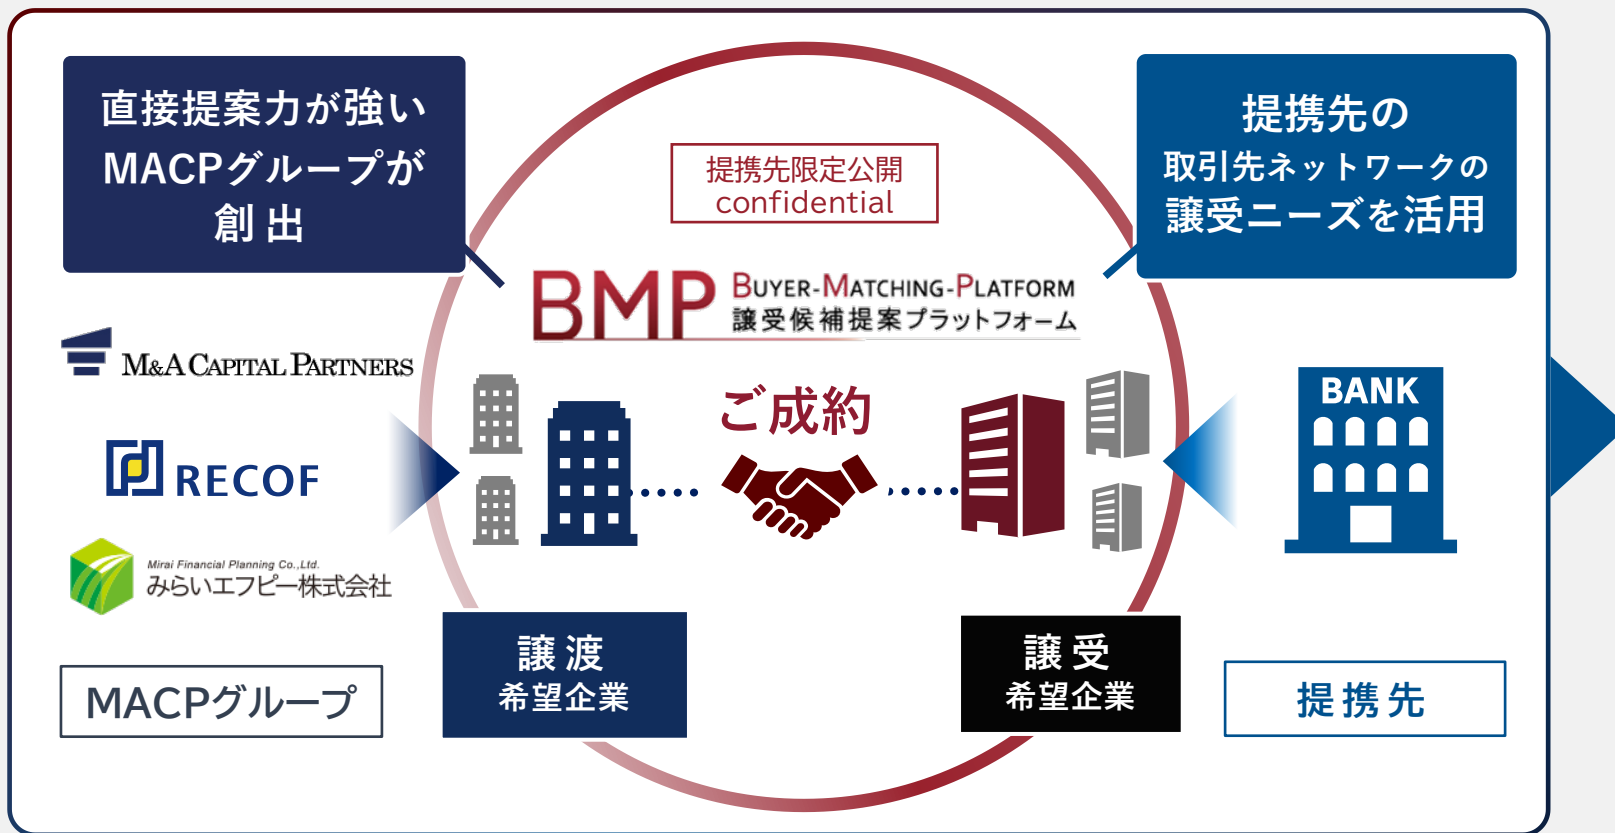 直接提案力が強い
MACPグループが
創出
提携先の
取引先ネットワークの
譲受ニーズを活用
提携先限定公開
confidential
BMP
BUYER-MATCHING-PLATFORM
譲受候補提案プラットフォーム
M&A CAPITAL PARTNERS
RECOF
Mirai Financial Planning Co.,Ltd.
みらいエフピー株式会社
MACPグループ
ご成約
BANK
譲渡
希望企業
譲受
希望企業
提携先